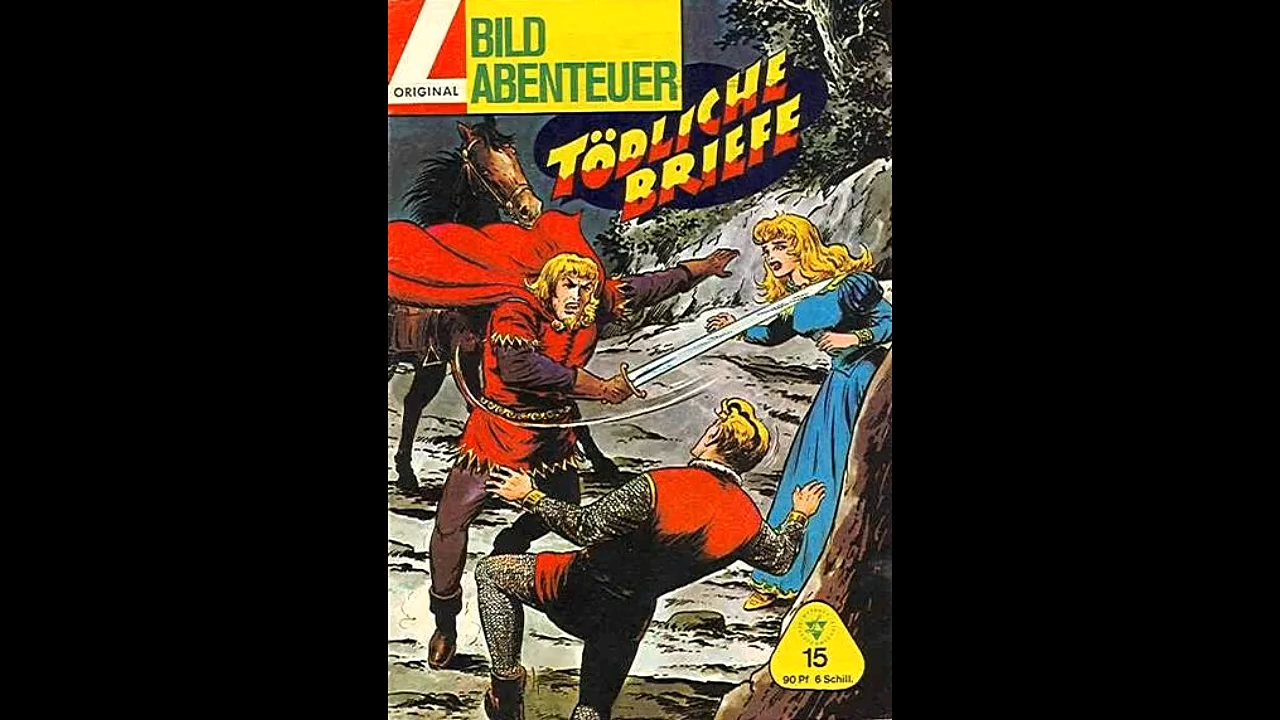 BILD
ABENTEUER
ORIGINAL
TÖDLICHE
BRIEFE
15
90 Pf 6 Schill.